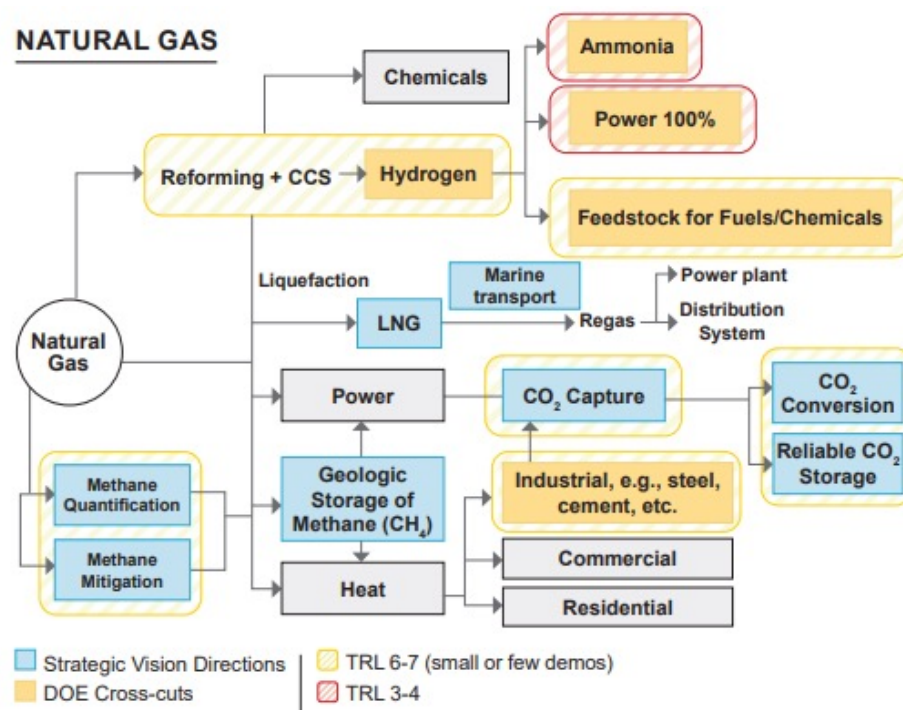 NATURAL GAS
Chemicals
Ammonia
Power 100%
Reforming + CCS
Hydrogen
Feedstock for Fuels/Chemicals
Liquefaction
Marine
transport
LNG
Regas
Power plant
Distribution
System
Natural
Gas
Power
CO₂ Capture
CO₂
Conversion
Reliable CO₂
Storage
Methane
Quantification
Methane
Mitigation
Geologic
Storage of
Methane (CH₄)
Industrial, e.g., steel,
cement, etc.
Commercial
Heat
Residential
Strategic Vision Directions
DOE Cross-cuts
TRL 6-7 (small or few demos)
TRL 3-4